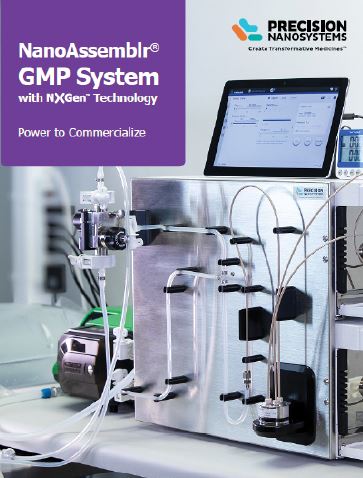 NanoAssemblr®
GMP System
with NXGen™ Technology
Power to Commercialize
PRECISION
NANOSYSTEMS
Create Transformative Medicines™
PRECISION
NANOSYSTEMS